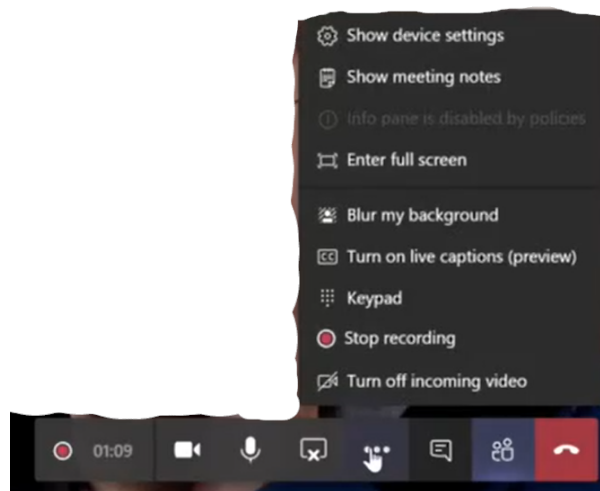 Show device settings
Show meeting notes
Info pane is disabled by policies
Enter full screen
Blur my background
CC Turn on live captions (preview)
Keypad
Stop recording
Turn off incoming video
01:09